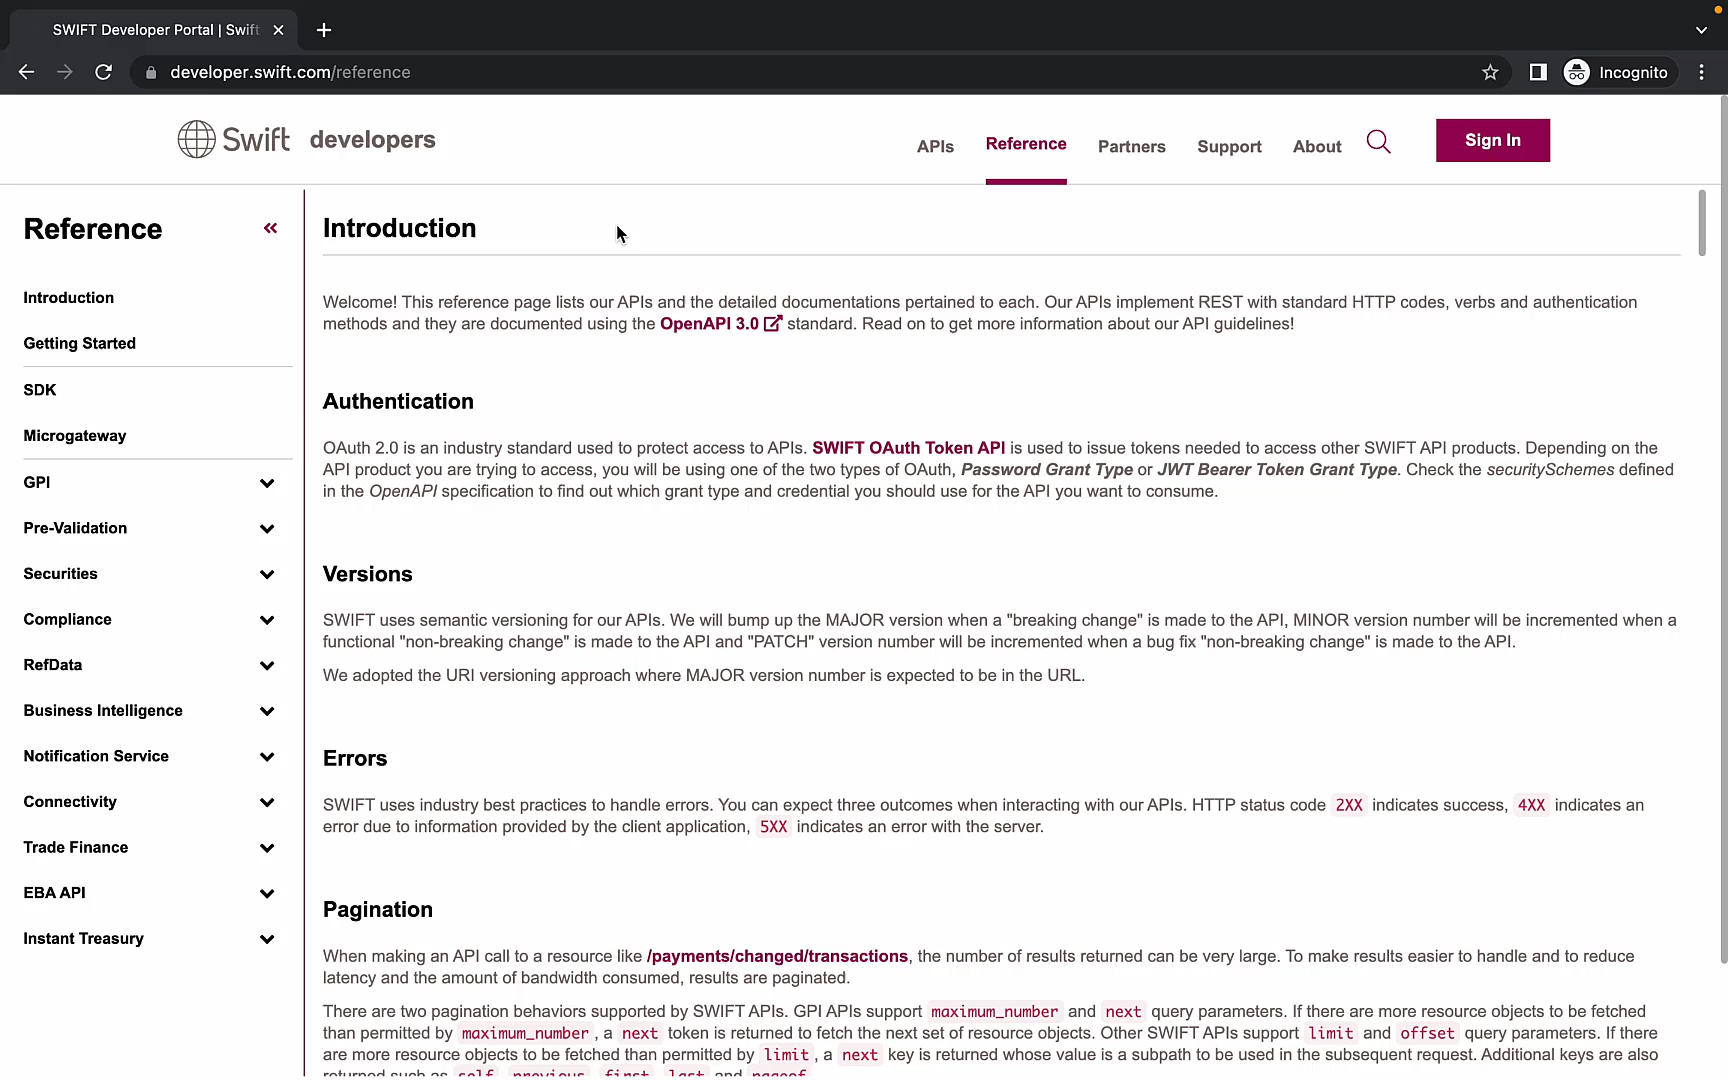 SWIFT Developer Portal | Swift
developer.swift.com/reference
Incognito
Swift developers
APIs
Reference
Partners
Support
About
Sign In
Reference
Introduction
Getting Started
SDK
Microgateway
GPI
Pre-Validation
Securities
Compliance
RefData
Business Intelligence
Notification Service
Connectivity
Trade Finance
EBA API
Instant Treasury
Introduction
Welcome! This reference page lists our APIs and the detailed documentations pertained to each. Our APIs implement REST with standard HTTP codes, verbs and authentication
methods and they are documented using the OpenAPI 3.0 standard. Read on to get more information about our API guidelines!
Authentication
OAuth 2.0 is an industry standard used to protect access to APIs. SWIFT OAuth Token API is used to issue tokens needed to access other SWIFT API products. Depending on the
API product you are trying to access, you will be using one of the two types of OAuth, Password Grant Type or JWT Bearer Token Grant Type. Check the securitySchemes defined
in the OpenAPI specification to find out which grant type and credential you should use for the API you want to consume.
Versions
SWIFT uses semantic versioning for our APIs. We will bump up the MAJOR version when a "breaking change" is made to the API, MINOR version number will be incremented when a
functional "non-breaking change" is made to the API and "PATCH" version number will be incremented when a bug fix "non-breaking change" is made to the API.
We adopted the URI versioning approach where MAJOR version number is expected to be in the URL.
Errors
SWIFT uses industry best practices to handle errors. You can expect three outcomes when interacting with our APIs. HTTP status code 2XX indicates success, 4XX indicates an
error due to information provided by the client application, 5XX indicates an error with the server.
Pagination
When making an API call to a resource like /payments/changed/transactions, the number of results returned can be very large. To make results easier to handle and to reduce
latency and the amount of bandwidth consumed, results are paginated.
There are two pagination behaviors supported by SWIFT APIs. GPI APIs support maximum_number and next query parameters. If there are more resource objects to be fetched
than permitted by maximum_number , a next token is returned to fetch the next set of resource objects. Other SWIFT APIs support limit and offset query parameters. If there
are more resource objects to be fetched than permitted by limit , a next key is returned whose value is a subpath to be used in the subsequent request. Additional keys are also
returned such as self, previous, first, last and pageof